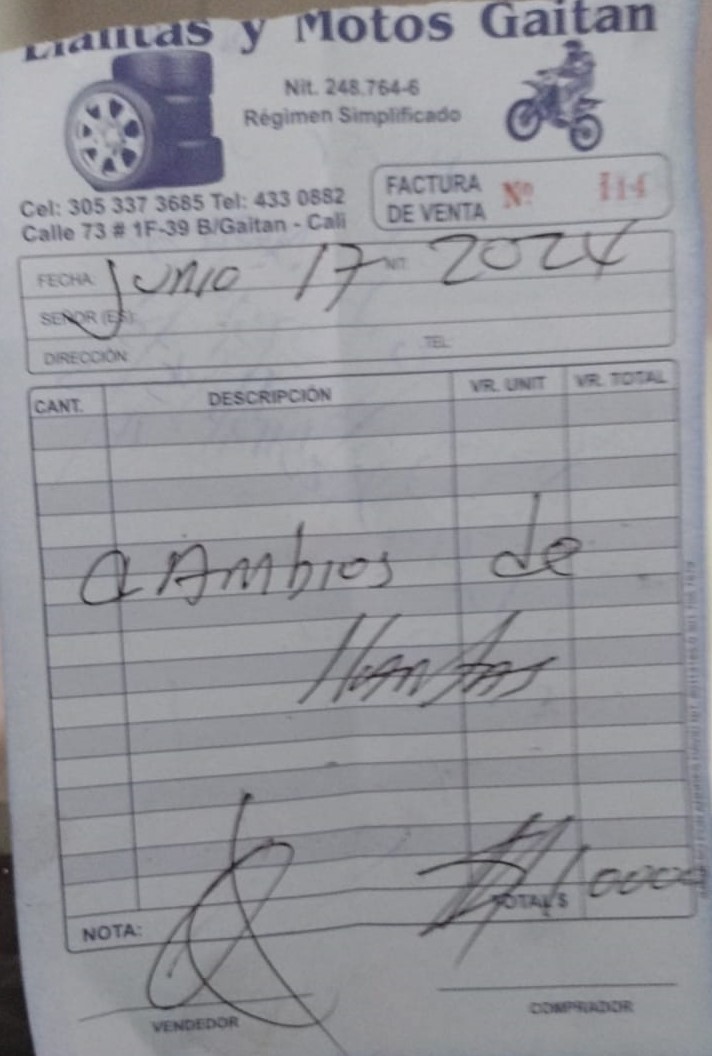 Llantas y Motos Gaitan
Nit. 248.764-6
Régimen Simplificado
Cel: 305 337 3685 Tel: 433 0882
Calle 73 # 1F-39 B/Gaitan - Cali
FACTURA DE VENTA Nº 114
FECHA: Junio 17 NIT. 2024
SEÑOR (ES):
DIRECCIÓN: TEL.
CANT. DESCRIPCIÓN VR. UNIT VR. TOTAL
cambios de
llantas
TOTAL $ 10000
NOTA:
VENDEDOR COMPRADOR